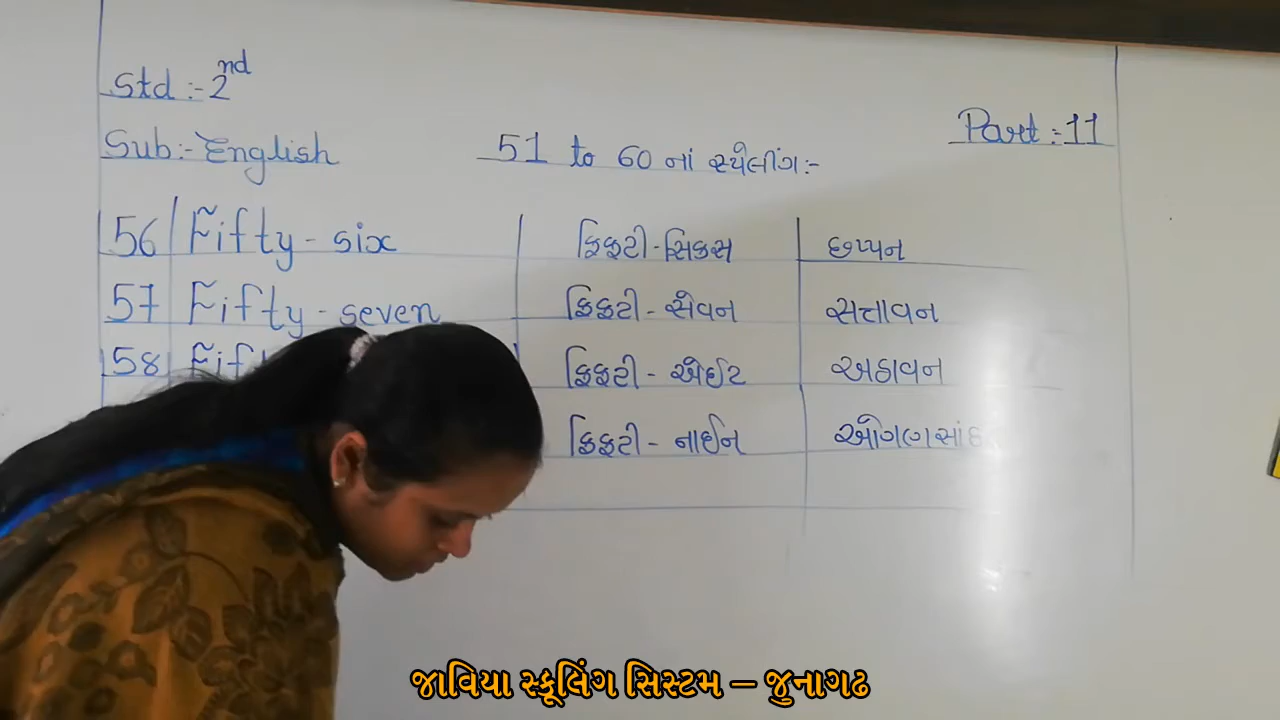 Std :- 2nd
Part :- 11
Sub:- English
51 to 60 નાં સ્પેલીંગ:-
56 Fifty - six ફિફ્ટી - સિક્સ છપ્પન
57 Fifty - seven ફિફ્ટી - સેવન સત્તાવન
58 ફિફ્ટી - એઈટ અઠાવન
ફિફ્ટી - નાઈન ઓગણસાંઠ
જાવિયા સ્કૂલિંગ સિસ્ટમ – જુનાગઢ